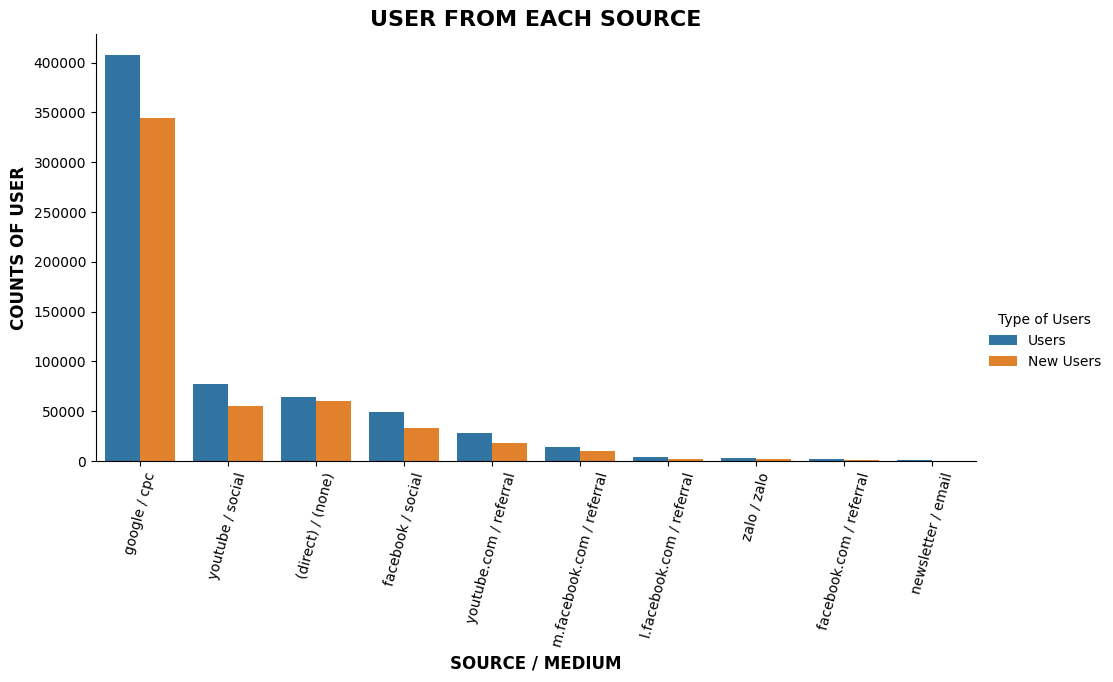 USER FROM EACH SOURCE
COUNTS OF USER
400000
350000
300000
250000
200000
150000
100000
50000
0
google / cpc
youtube / social
(direct) / (none)
facebook / social
youtube.com / referral
m.facebook.com / referral
l.facebook.com / referral
zalo / zalo
facebook.com / referral
newsletter / email
SOURCE / MEDIUM
Type of Users
Users
New Users